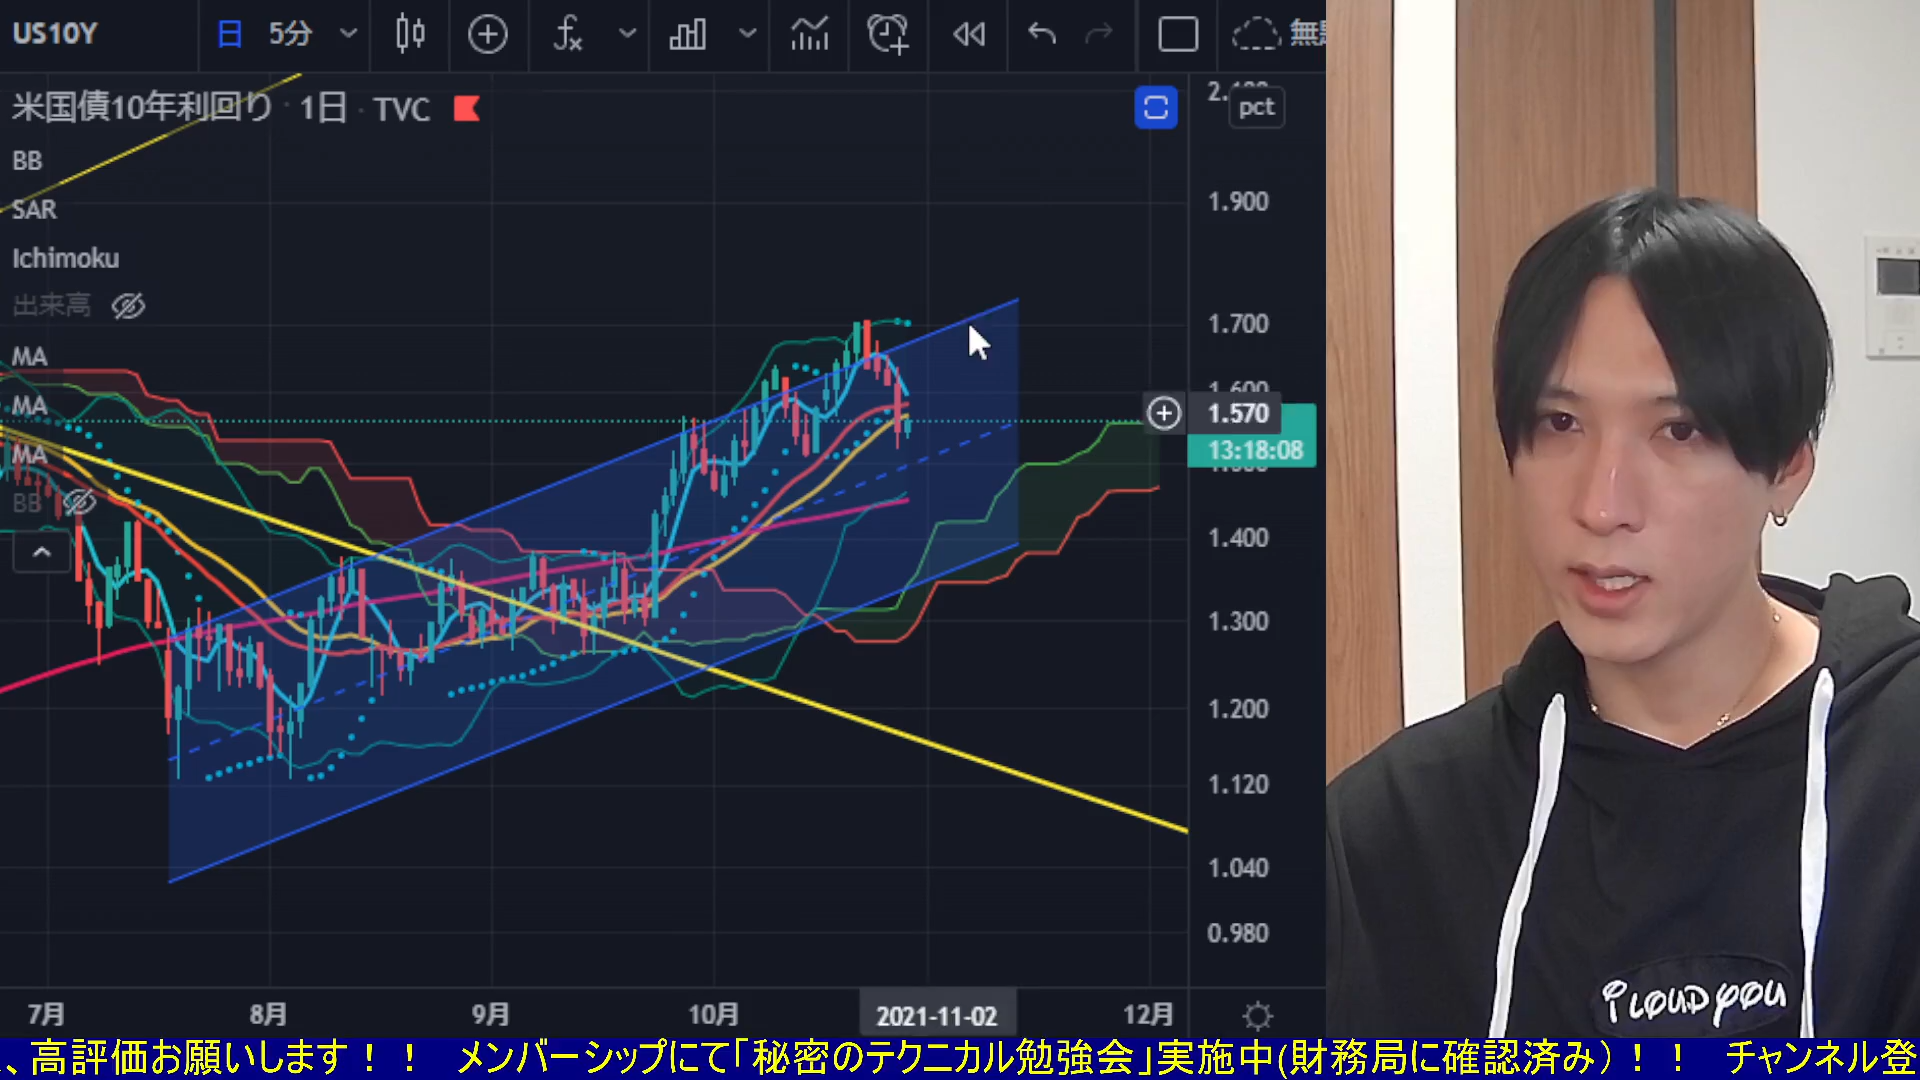 US10Y 日 5分 無題
米国債10年利回り · 1日 · TVC
pct
BB
SAR
Ichimoku
出来高
MA
MA
MA
BB
1.900
1.700
1.600
1.570
13:18:08
1.400
1.300
1.200
1.120
1.040
0.980
7月 8月 9月 10月 2021-11-02 12月
、高評価お願いします！！ メンバーシップにて「秘密のテクニカル勉強会」実施中(財務局に確認済み)！！ チャンネル登